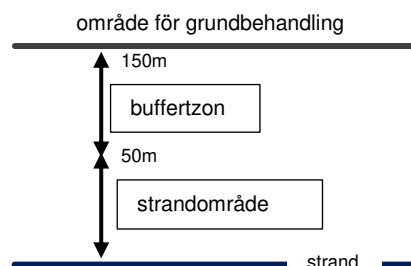 område för grundbehandling
150m
buffertzon
50m
strandområde
strand